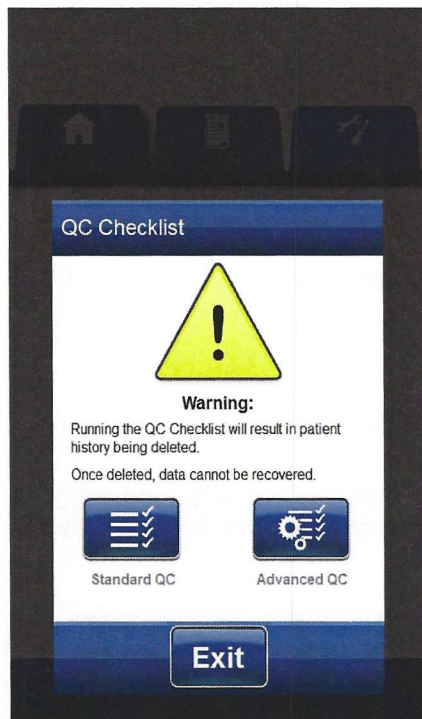 QC Checklist
Warning:
Running the QC Checklist will result in patient
history being deleted.
Once deleted, data cannot be recovered.
Standard QC
Advanced QC
Exit